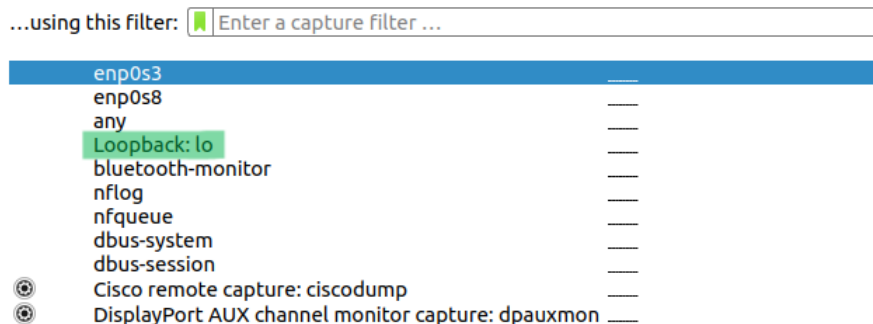 …using this filter: Enter a capture filter …
enp0s3
enp0s8
any
Loopback: lo
bluetooth-monitor
nflog
nfqueue
dbus-system
dbus-session
Cisco remote capture: ciscodump
DisplayPort AUX channel monitor capture: dpauxmon